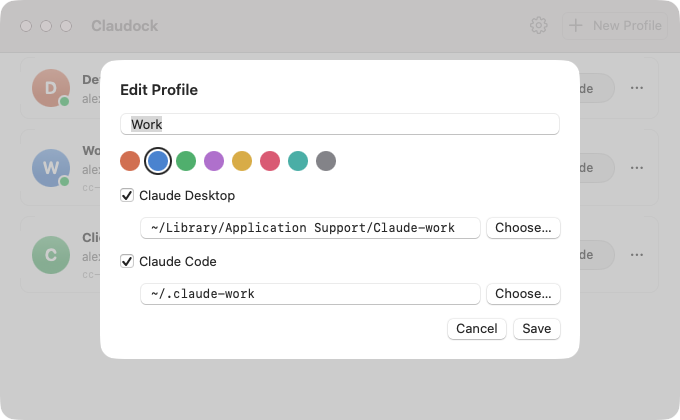 Claudock
New Profile
D
W
C
Edit Profile
Work
Claude Desktop
~/Library/Application Support/Claude-work
Choose...
Claude Code
~/.claude-work
Choose...
Cancel
Save